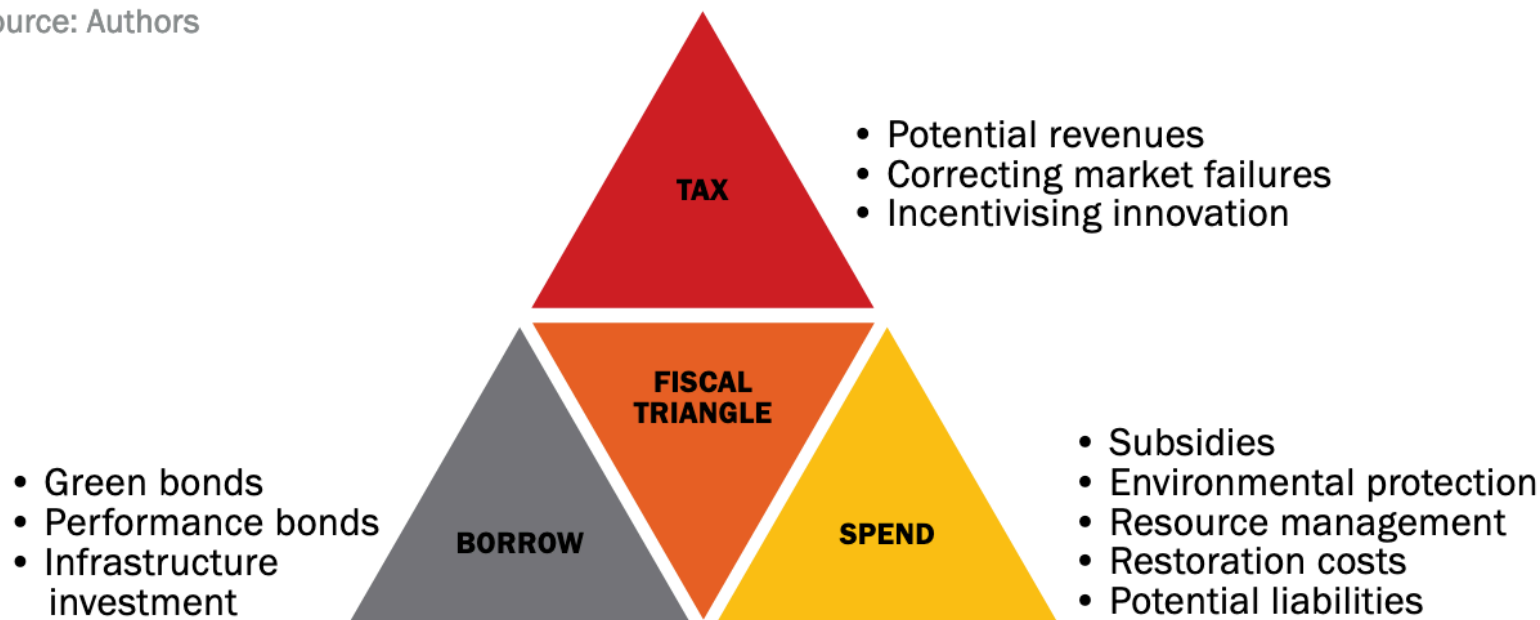 ource: Authors
TAX
• Potential revenues
• Correcting market failures
• Incentivising innovation
FISCAL
TRIANGLE
• Green bonds
• Performance bonds
• Infrastructure
investment
BORROW
SPEND
• Subsidies
• Environmental protection
• Resource management
• Restoration costs
• Potential liabilities